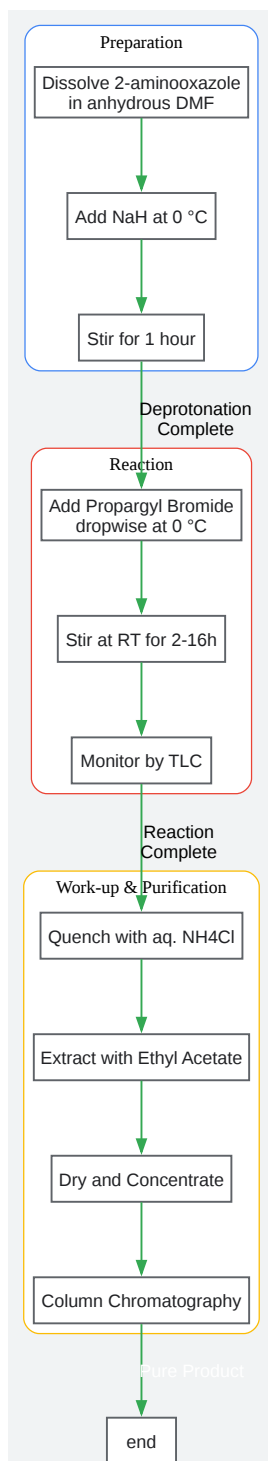 Preparation
Dissolve 2-aminooxazole
in anhydrous DMF
Add NaH at 0 °C
Stir for 1 hour
Deprotonation
Complete
Reaction
Add Propargyl Bromide
dropwise at 0 °C
Stir at RT for 2-16h
Monitor by TLC
Reaction
Complete
Work-up & Purification
Quench with aq. NH4Cl
Extract with Ethyl Acetate
Dry and Concentrate
Column Chromatography
Pure Product
end